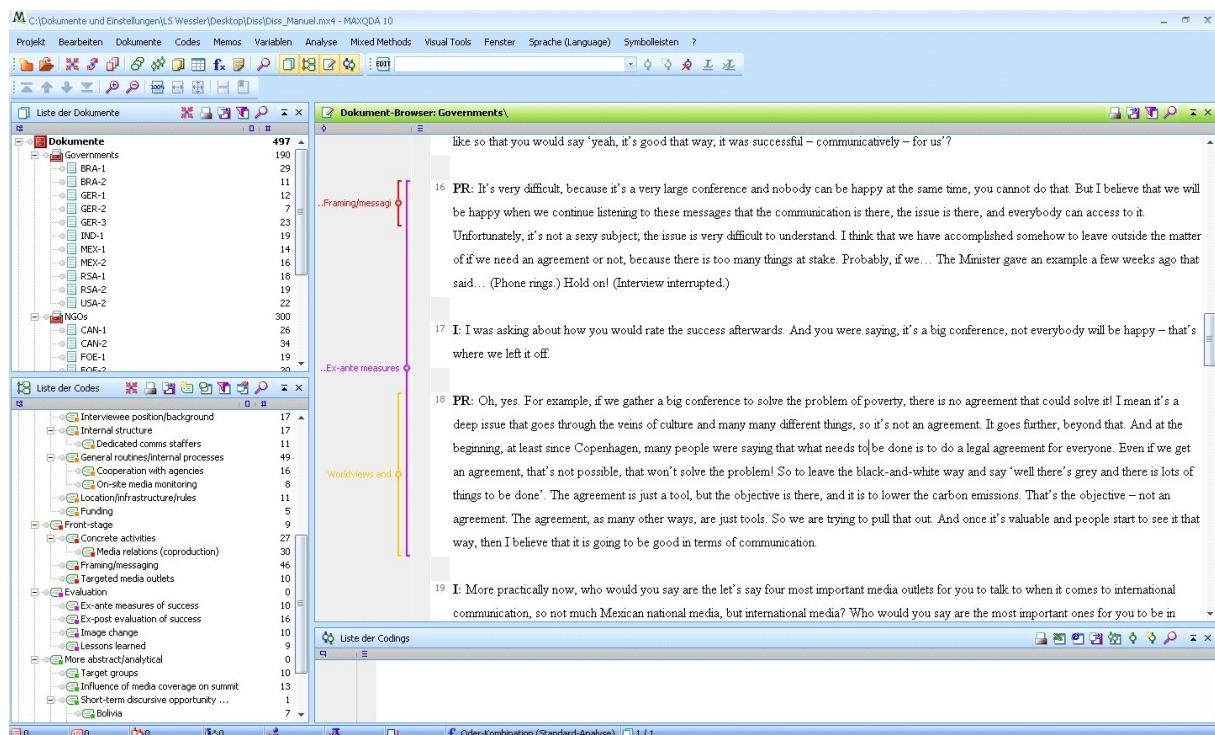 C:\Dokumente und Einstellungen\LS Wessler\Desktop\Diss\Diss_Manuel.mx4 - MAXQDA 10
Projekt Bearbeiten Dokumente Codes Memos Variablen Analyse Mixed Methods Visual Tools Fenster Sprache (Language) Symbolleisten ?
Liste der Dokumente
Dokumente 497
Governments 190
BRA-1 29
BRA-2 11
GER-1 12
GER-2 7
GER-3 23
IND-1 19
MEX-1 14
MEX-2 16
RSA-1 18
RSA-2 19
USA-2 22
NGOs 300
CAN-1 26
CAN-2 34
FOE-1 19
FOE-2 20
Liste der Codes
Interviewee position/background 17
Internal structure 17
Dedicated comms staffers 11
General routines/internal processes 49
Cooperation with agencies 16
On-site media monitoring 8
Location/infrastructure/rules 11
Funding 5
Front-stage 9
Concrete activities 27
Media relations (coproduction) 30
Framing/messaging 46
Targeted media outlets 10
Evaluation 0
Ex-ante measures of success 10
Ex-post evaluation of success 16
Image change 10
Lessons learned 9
More abstract/analytical 0
Target groups 10
Influence of media coverage on summit 13
Short-term discursive opportunity ... 1
Bolivia 7
Dokument-Browser: Governments\
..Framing/messagi
..Ex-ante measures
Worldviews and
like so that you would say ‘yeah, it’s good that way; it was successful – communicatively – for us’?
16 PR: It’s very difficult, because it’s a very large conference and nobody can be happy at the same time, you cannot do that. But I believe that we will
be happy when we continue listening to these messages that the communication is there, the issue is there, and everybody can access to it.
Unfortunately, it’s not a sexy subject; the issue is very difficult to understand. I think that we have accomplished somehow to leave outside the matter
of if we need an agreement or not, because there is too many things at stake. Probably, if we… The Minister gave an example a few weeks ago that
said… (Phone rings.) Hold on! (Interview interrupted.)
17 I: I was asking about how you would rate the success afterwards. And you were saying, it’s a big conference, not everybody will be happy – that’s
where we left it off.
18 PR: Oh, yes. For example, if we gather a big conference to solve the problem of poverty, there is no agreement that could solve it! I mean it’s a
deep issue that goes through the veins of culture and many many different things, so it’s not an agreement. It goes further, beyond that. And at the
beginning, at least since Copenhagen, many people were saying that what needs to be done is to do a legal agreement for everyone. Even if we get
an agreement, that’s not possible, that won’t solve the problem! So to leave the black-and-white way and say ‘well there’s grey and there is lots of
things to be done’. The agreement is just a tool, but the objective is there, and it is to lower the carbon emissions. That’s the objective – not an
agreement. The agreement, as many other ways, are just tools. So we are trying to pull that out. And once it’s valuable and people start to see it that
way, then I believe that it is going to be good in terms of communication.
19 I: More practically now, who would you say are the let’s say four most important media outlets for you to talk to when it comes to international
communication, so not much Mexican national media, but international media? Who would you say are the most important ones for you to be in
Liste der Codings
Oder-Kombination (Standard-Analyse) 1 / 1